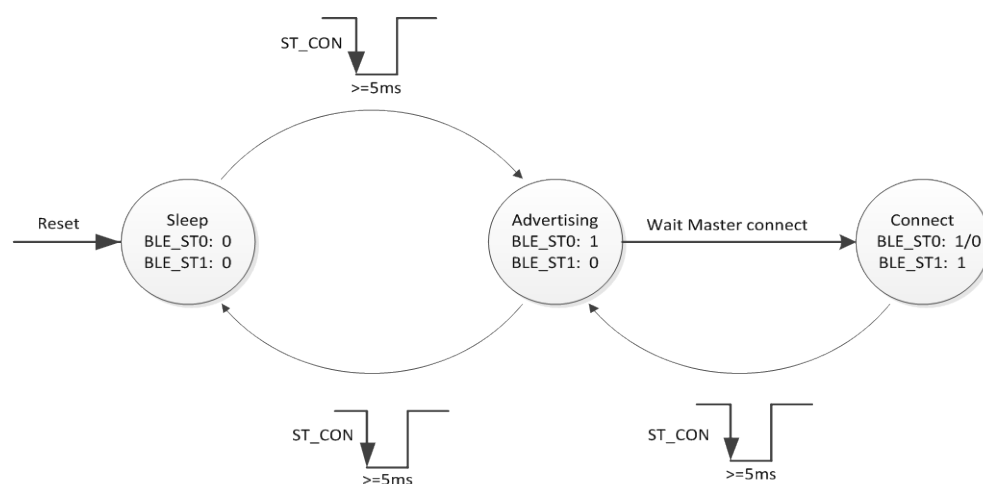 ST_CON
>=5ms
Reset
Sleep
BLE_ST0: 0
BLE_ST1: 0
Advertising
BLE_ST0: 1
BLE_ST1: 0
Wait Master connect
Connect
BLE_ST0: 1/0
BLE_ST1: 1
ST_CON
>=5ms
ST_CON
>=5ms